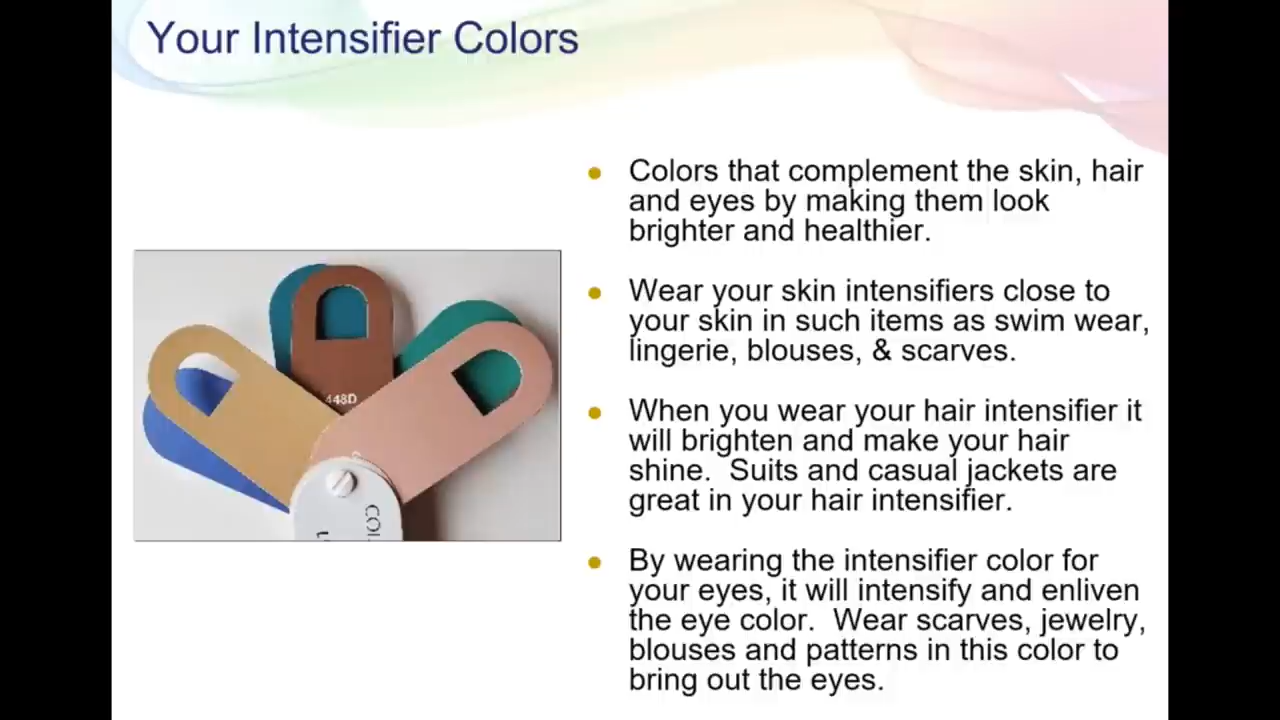 Your Intensifier Colors
Colors that complement the skin, hair
and eyes by making them look
brighter and healthier.
Wear your skin intensifiers close to
your skin in such items as swim wear,
lingerie, blouses, & scarves.
When you wear your hair intensifier it
will brighten and make your hair
shine.  Suits and casual jackets are
great in your hair intensifier.
By wearing the intensifier color for
your eyes, it will intensify and enliven
the eye color.  Wear scarves, jewelry,
blouses and patterns in this color to
bring out the eyes.
448D
COL